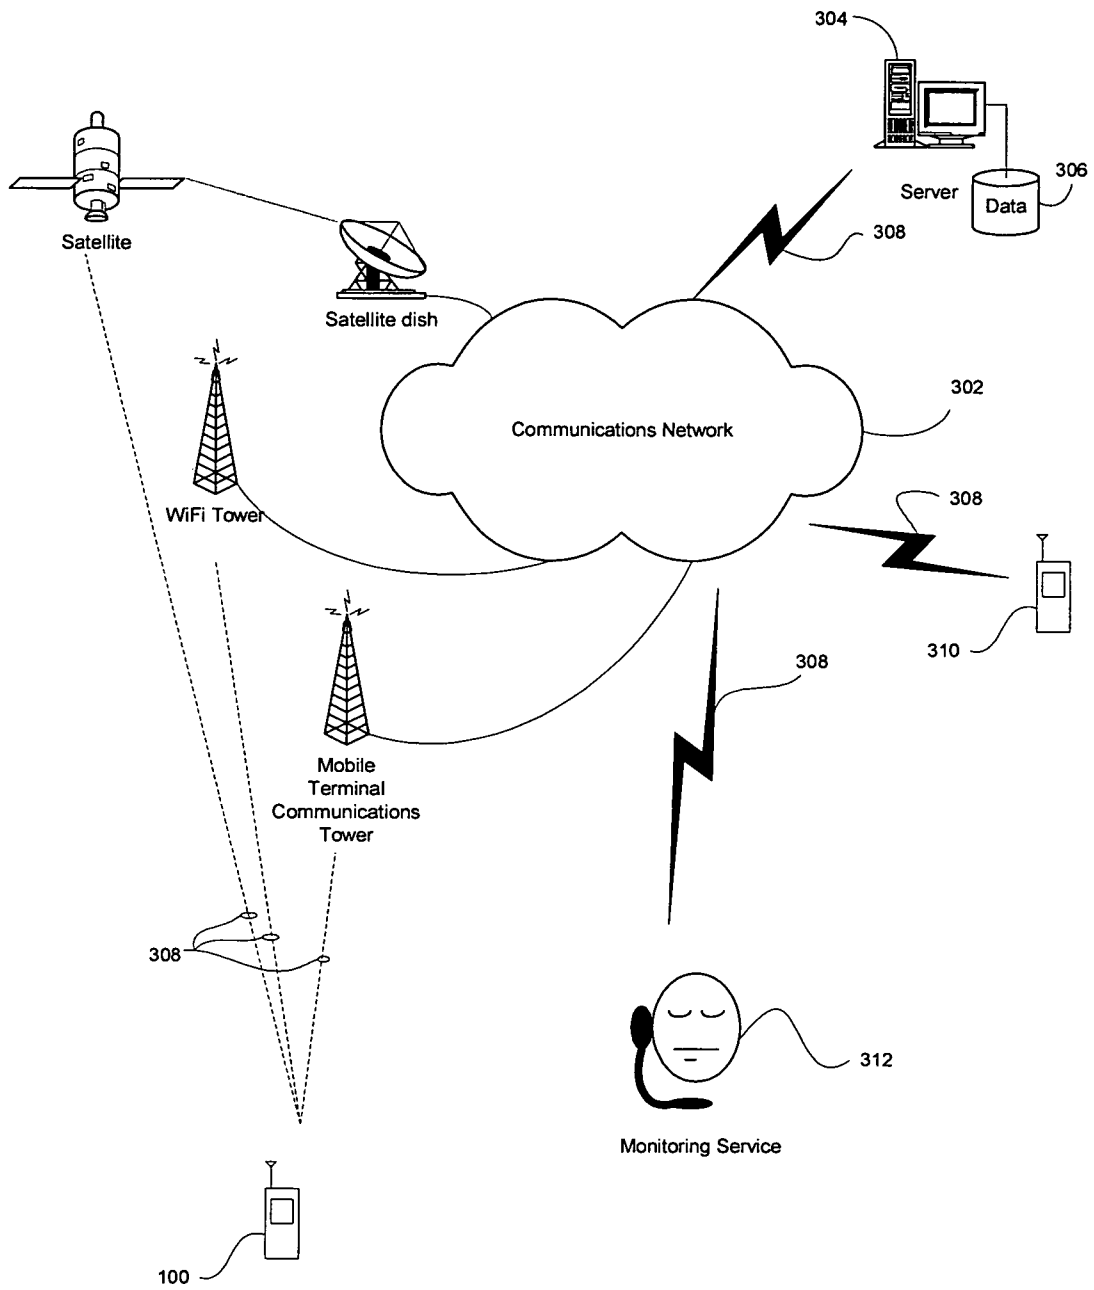 304
306
Server
Data
308
Satellite
Satellite dish
302
Communications Network
308
WiFi Tower
310
308
Mobile
Terminal
Communications
Tower
308
312
Monitoring Service
100